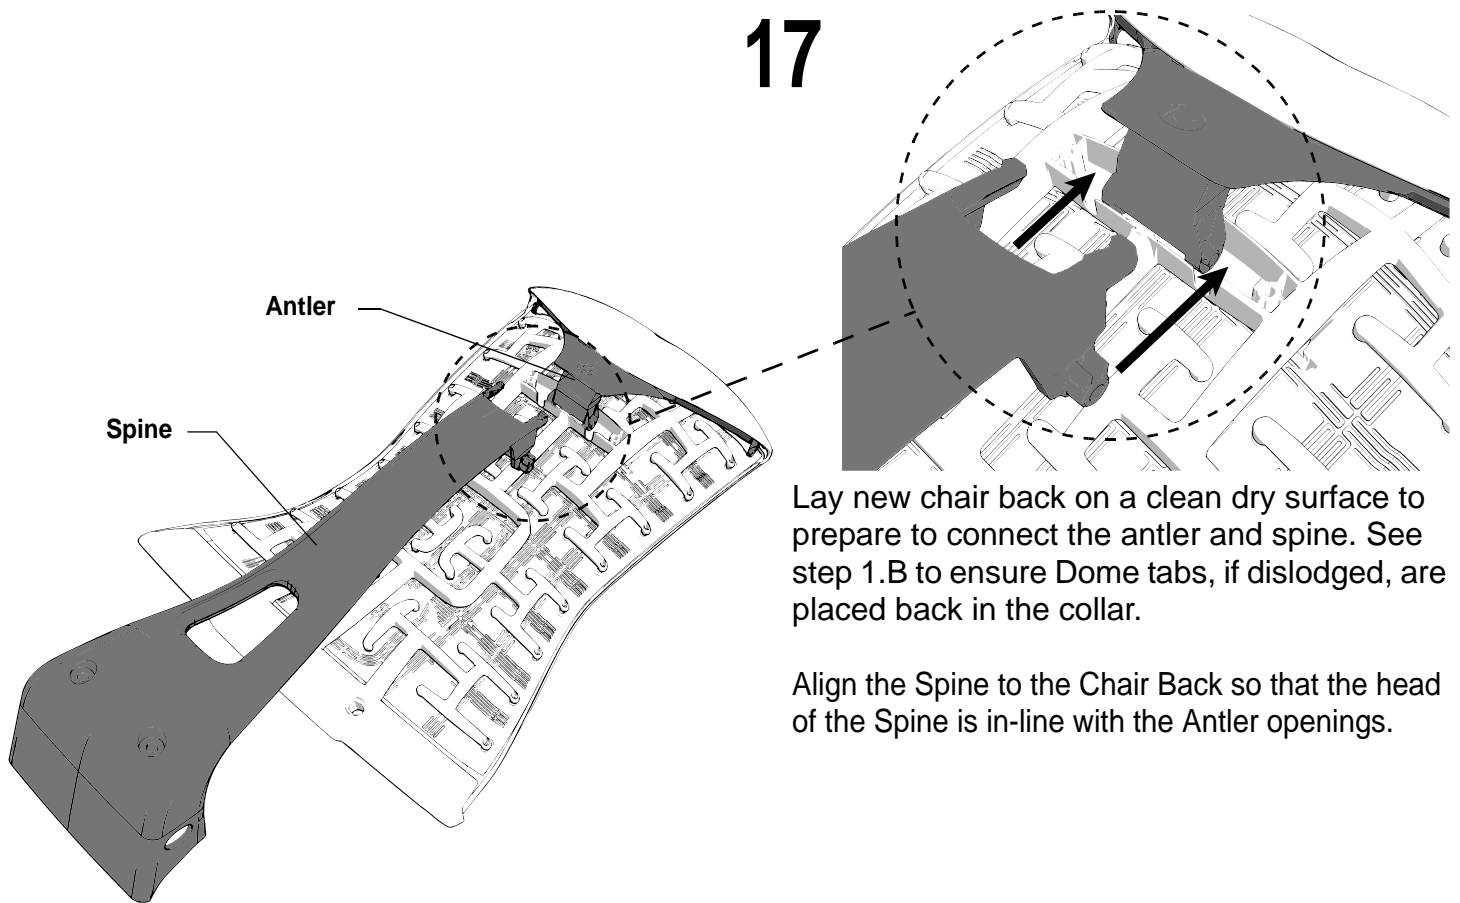 17
Antler
Spine
Lay new chair back on a clean dry surface to
prepare to connect the antler and spine. See
step 1.B to ensure Dome tabs, if dislodged, are
placed back in the collar.
Align the Spine to the Chair Back so that the head
of the Spine is in-line with the Antler openings.